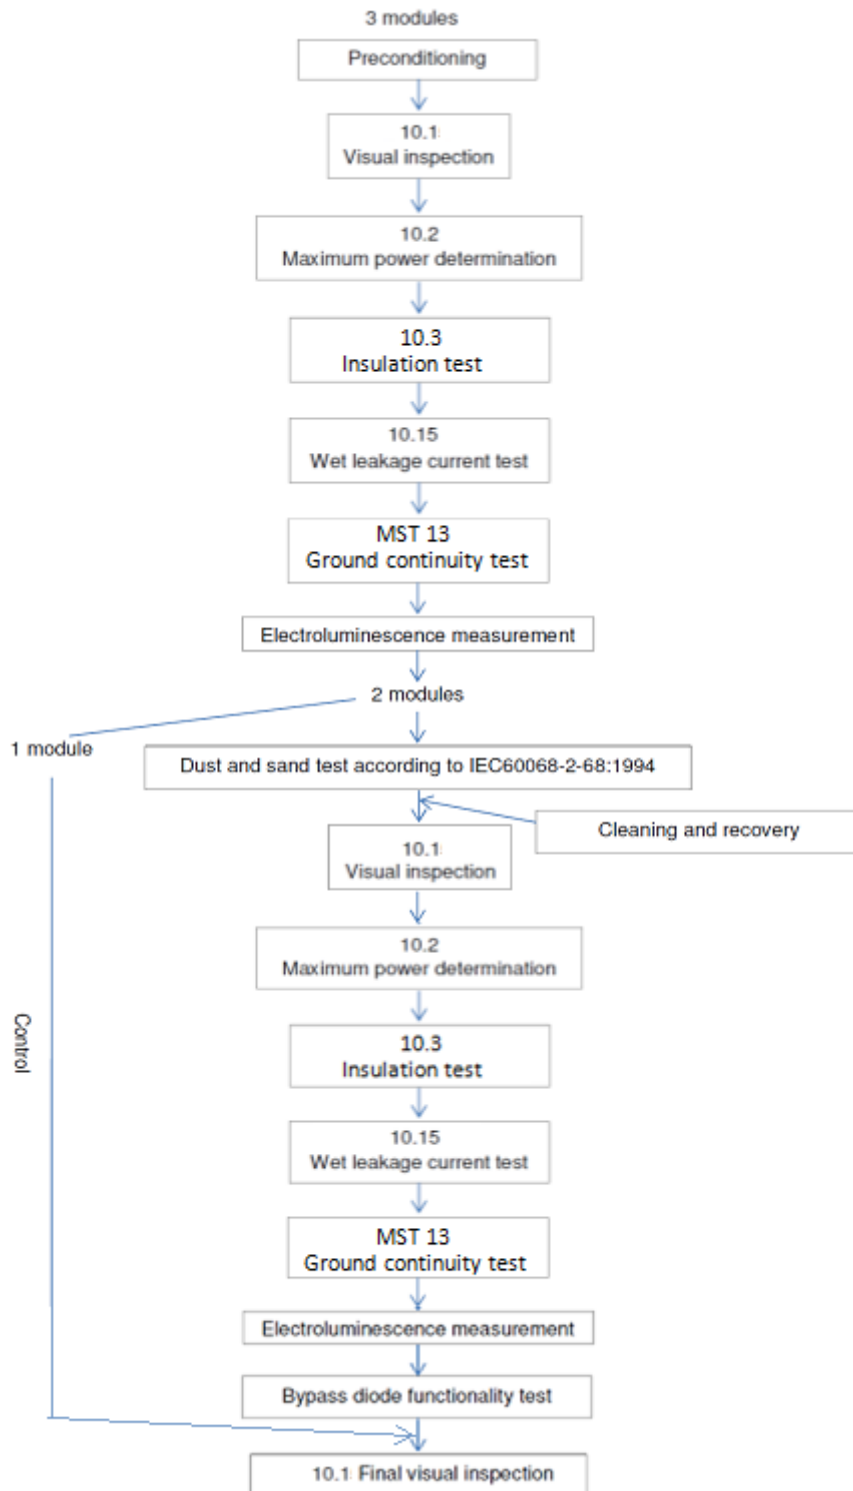 3 modules
Preconditioning
10.1
Visual inspection
10.2
Maximum power determination
10.3
Insulation test
10.15
Wet leakage current test
MST 13
Ground continuity test
Electroluminescence measurement
2 modules
1 module
Dust and sand test according to IEC60068-2-68:1994
Cleaning and recovery
10.1
Visual inspection
10.2
Maximum power determination
10.3
Insulation test
10.15
Wet leakage current test
MST 13
Ground continuity test
Control
Electroluminescence measurement
Bypass diode functionality test
10.1 Final visual inspection